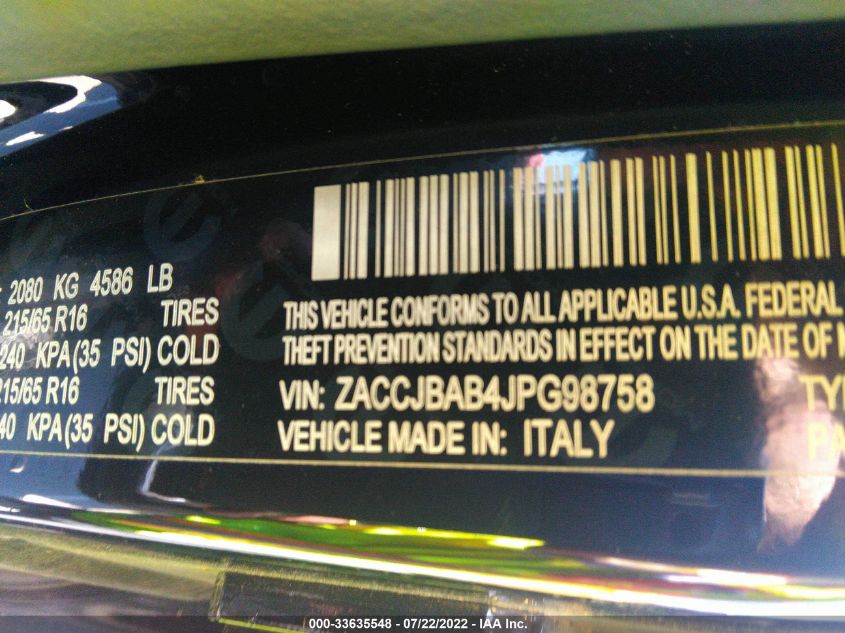 2080 KG 4586 LB
215/65 R16 TIRES
240 KPA (35 PSI) COLD
215/65 R16 TIRES
240 KPA (35 PSI) COLD
THIS VEHICLE CONFORMS TO ALL APPLICABLE U.S.A. FEDERAL
THEFT PREVENTION STANDARDS IN EFFECT ON THE DATE OF
VIN: ZACCJBAB4JPG98758
VEHICLE MADE IN: ITALY
000-33635548 - 07/22/2022 - IAA Inc.